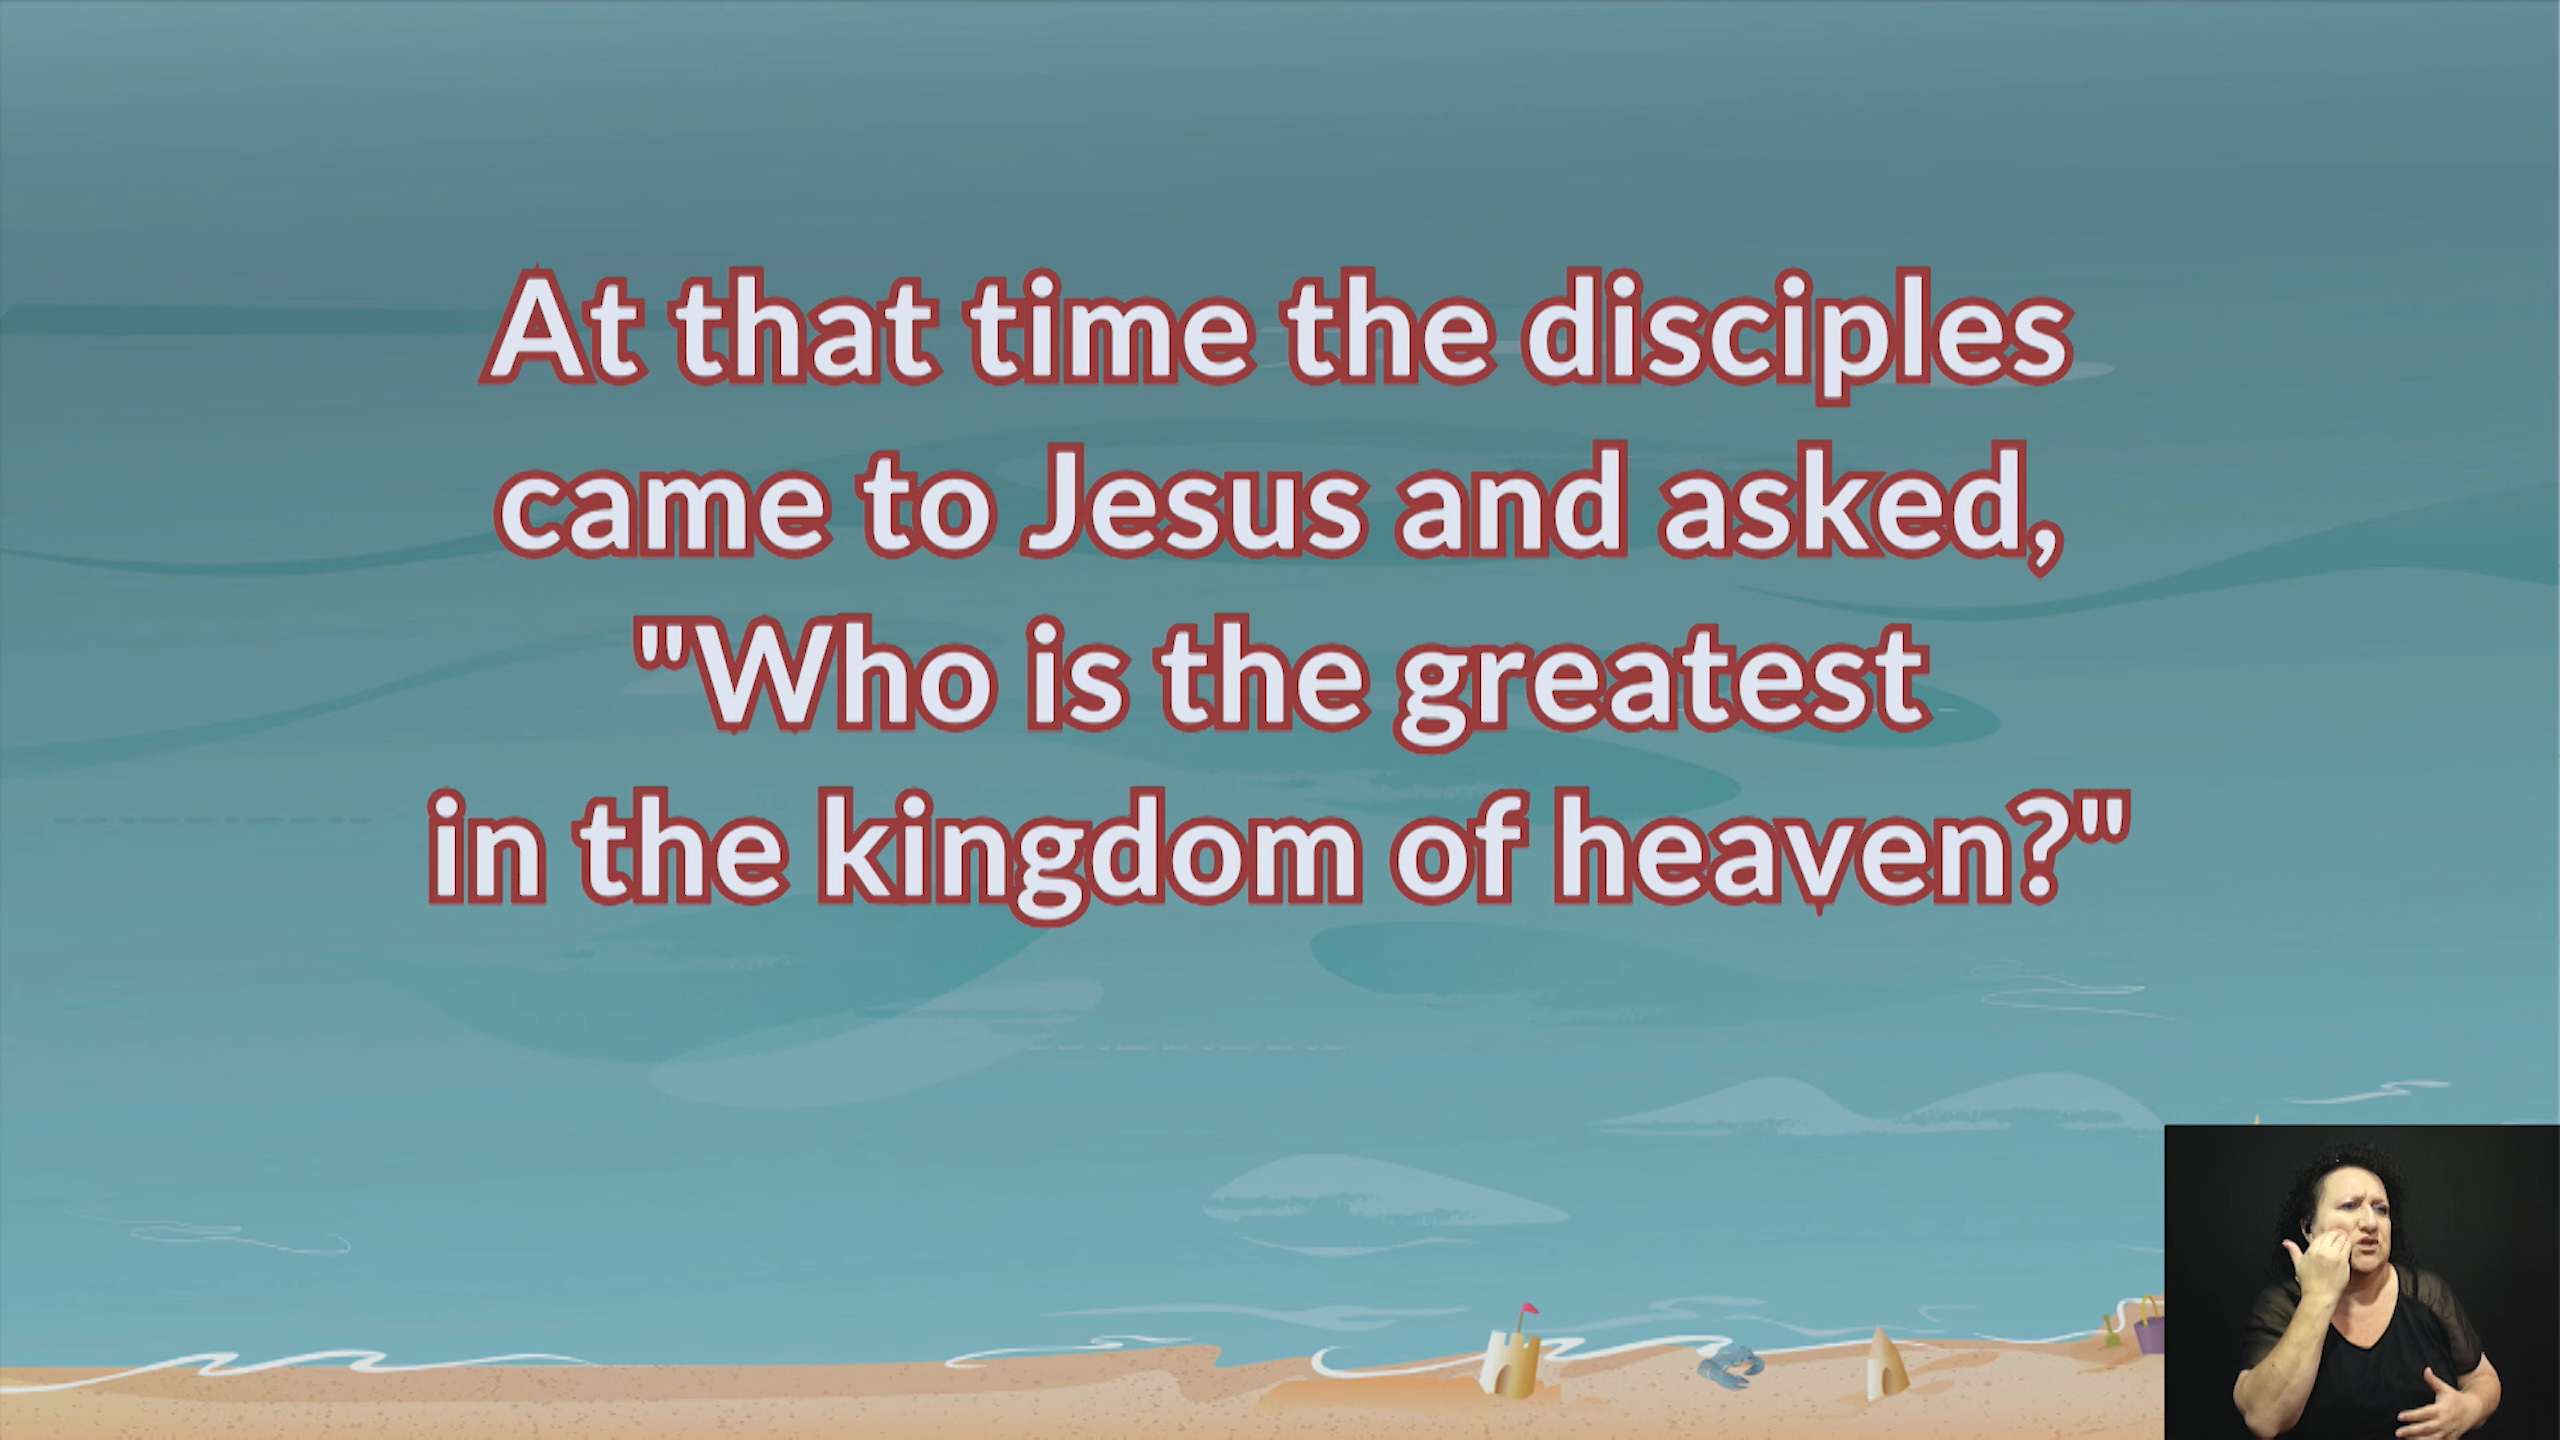 At that time the disciples
came to Jesus and asked,
"Who is the greatest
in the kingdom of heaven?"